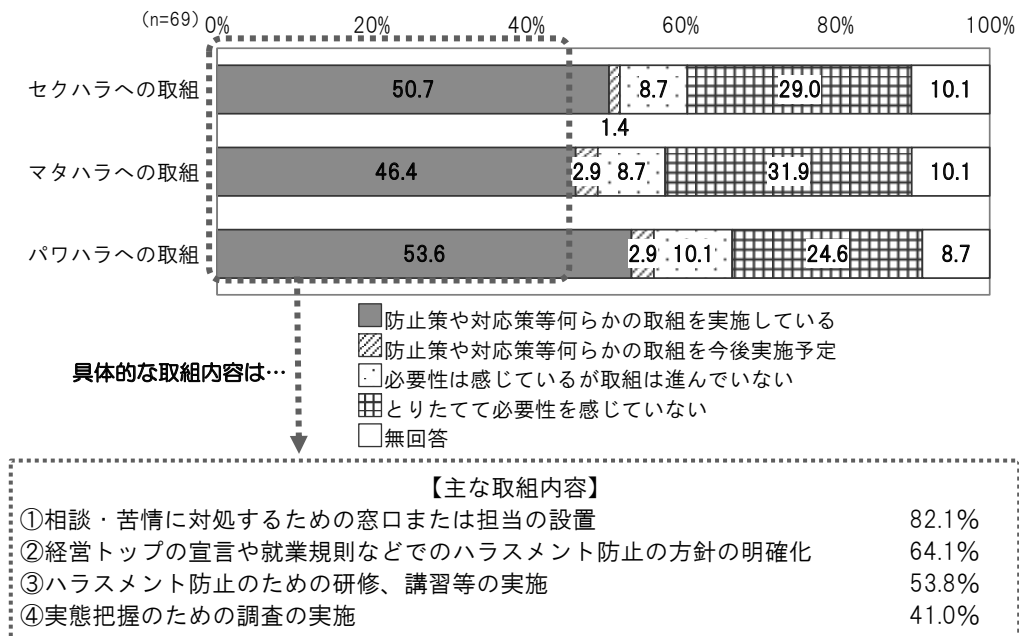 (n=69) 0% 20% 40% 60% 80% 100%
セクハラへの取組 50.7 8.7 29.0 10.1
1.4
マタハラへの取組 46.4 2.9 8.7 31.9 10.1
パワハラへの取組 53.6 2.9 10.1 24.6 8.7
防止策や対応策等何らかの取組を実施している
防止策や対応策等何らかの取組を今後実施予定
具体的な取組内容は…
必要性は感じているが取組は進んでいない
とりたてて必要性を感じていない
無回答
【主な取組内容】
①相談・苦情に対処するための窓口または担当の設置 82.1%
②経営トップの宣言や就業規則などでのハラスメント防止の方針の明確化 64.1%
③ハラスメント防止のための研修、講習等の実施 53.8%
④実態把握のための調査の実施 41.0%